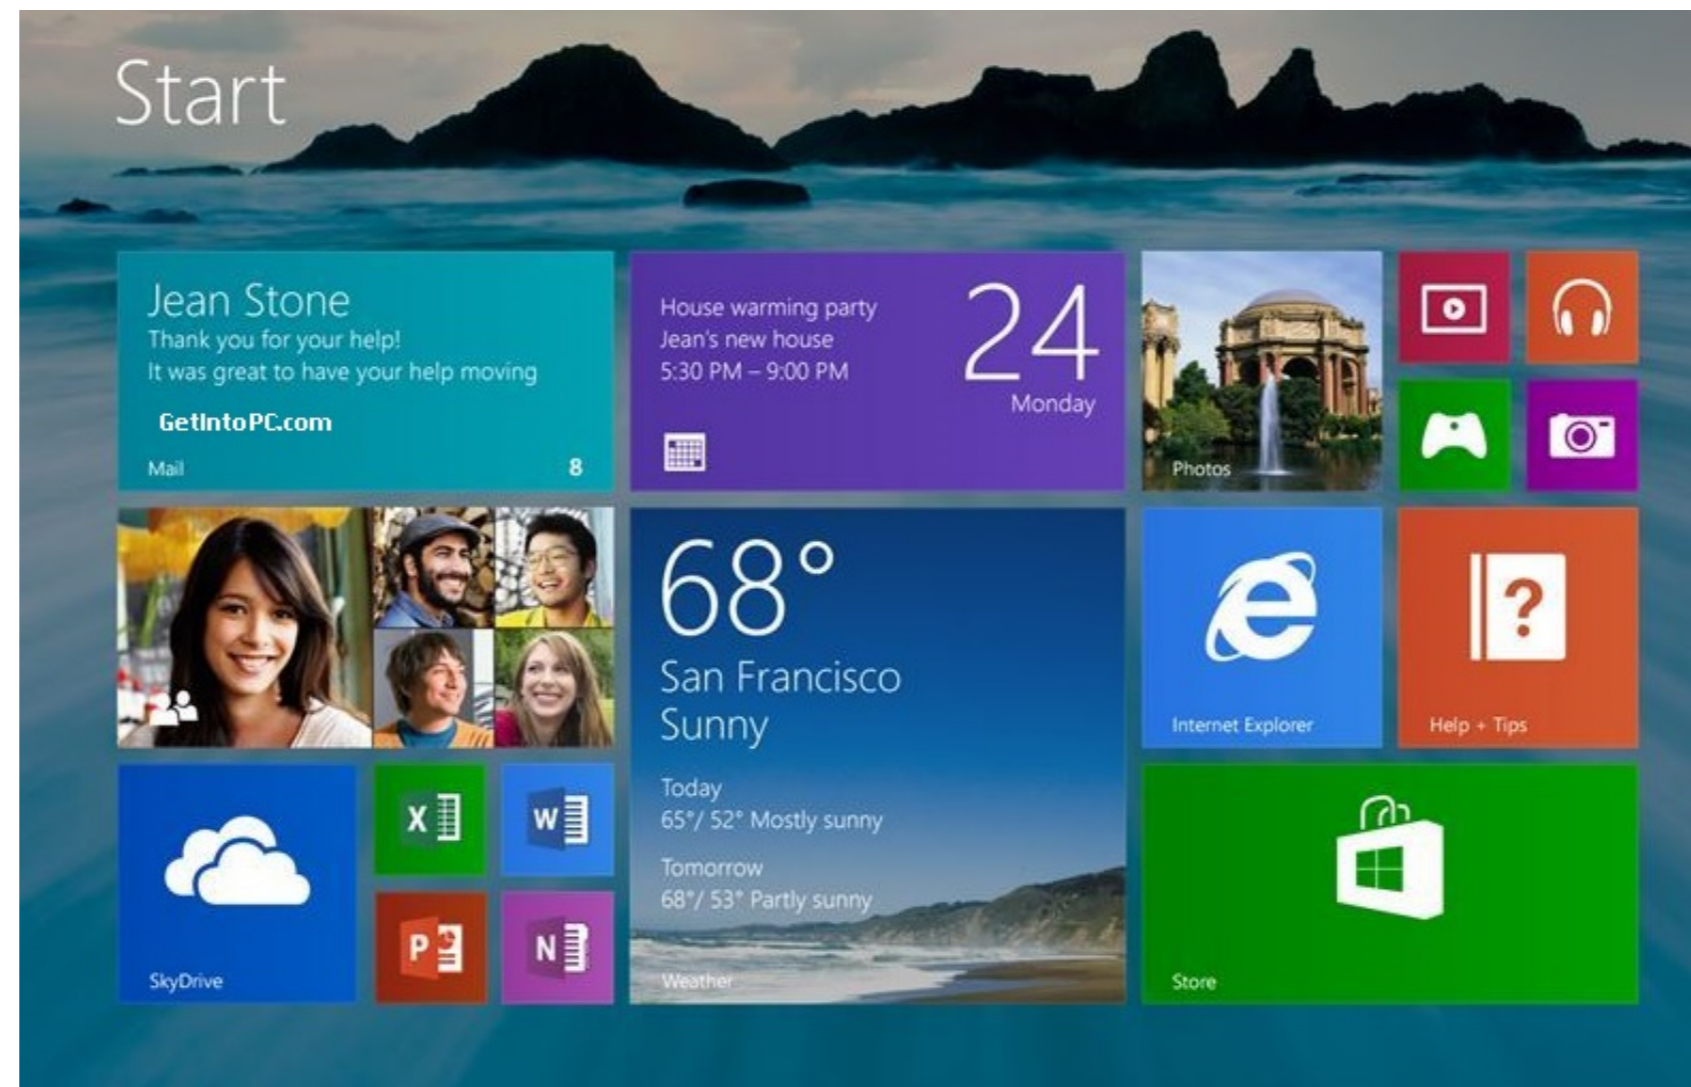 Start
Jean Stone
Thank you for your help!
It was great to have your help moving
GetIntoPC.com
Mail
8
House warming party
Jean's new house
5:30 PM – 9:00 PM
24
Monday
Photos
68°
San Francisco
Sunny
Today
65°/ 52° Mostly sunny
Tomorrow
68°/ 53° Partly sunny
Weather
Internet Explorer
?
Help + Tips
SkyDrive
X
W
P
N
Store